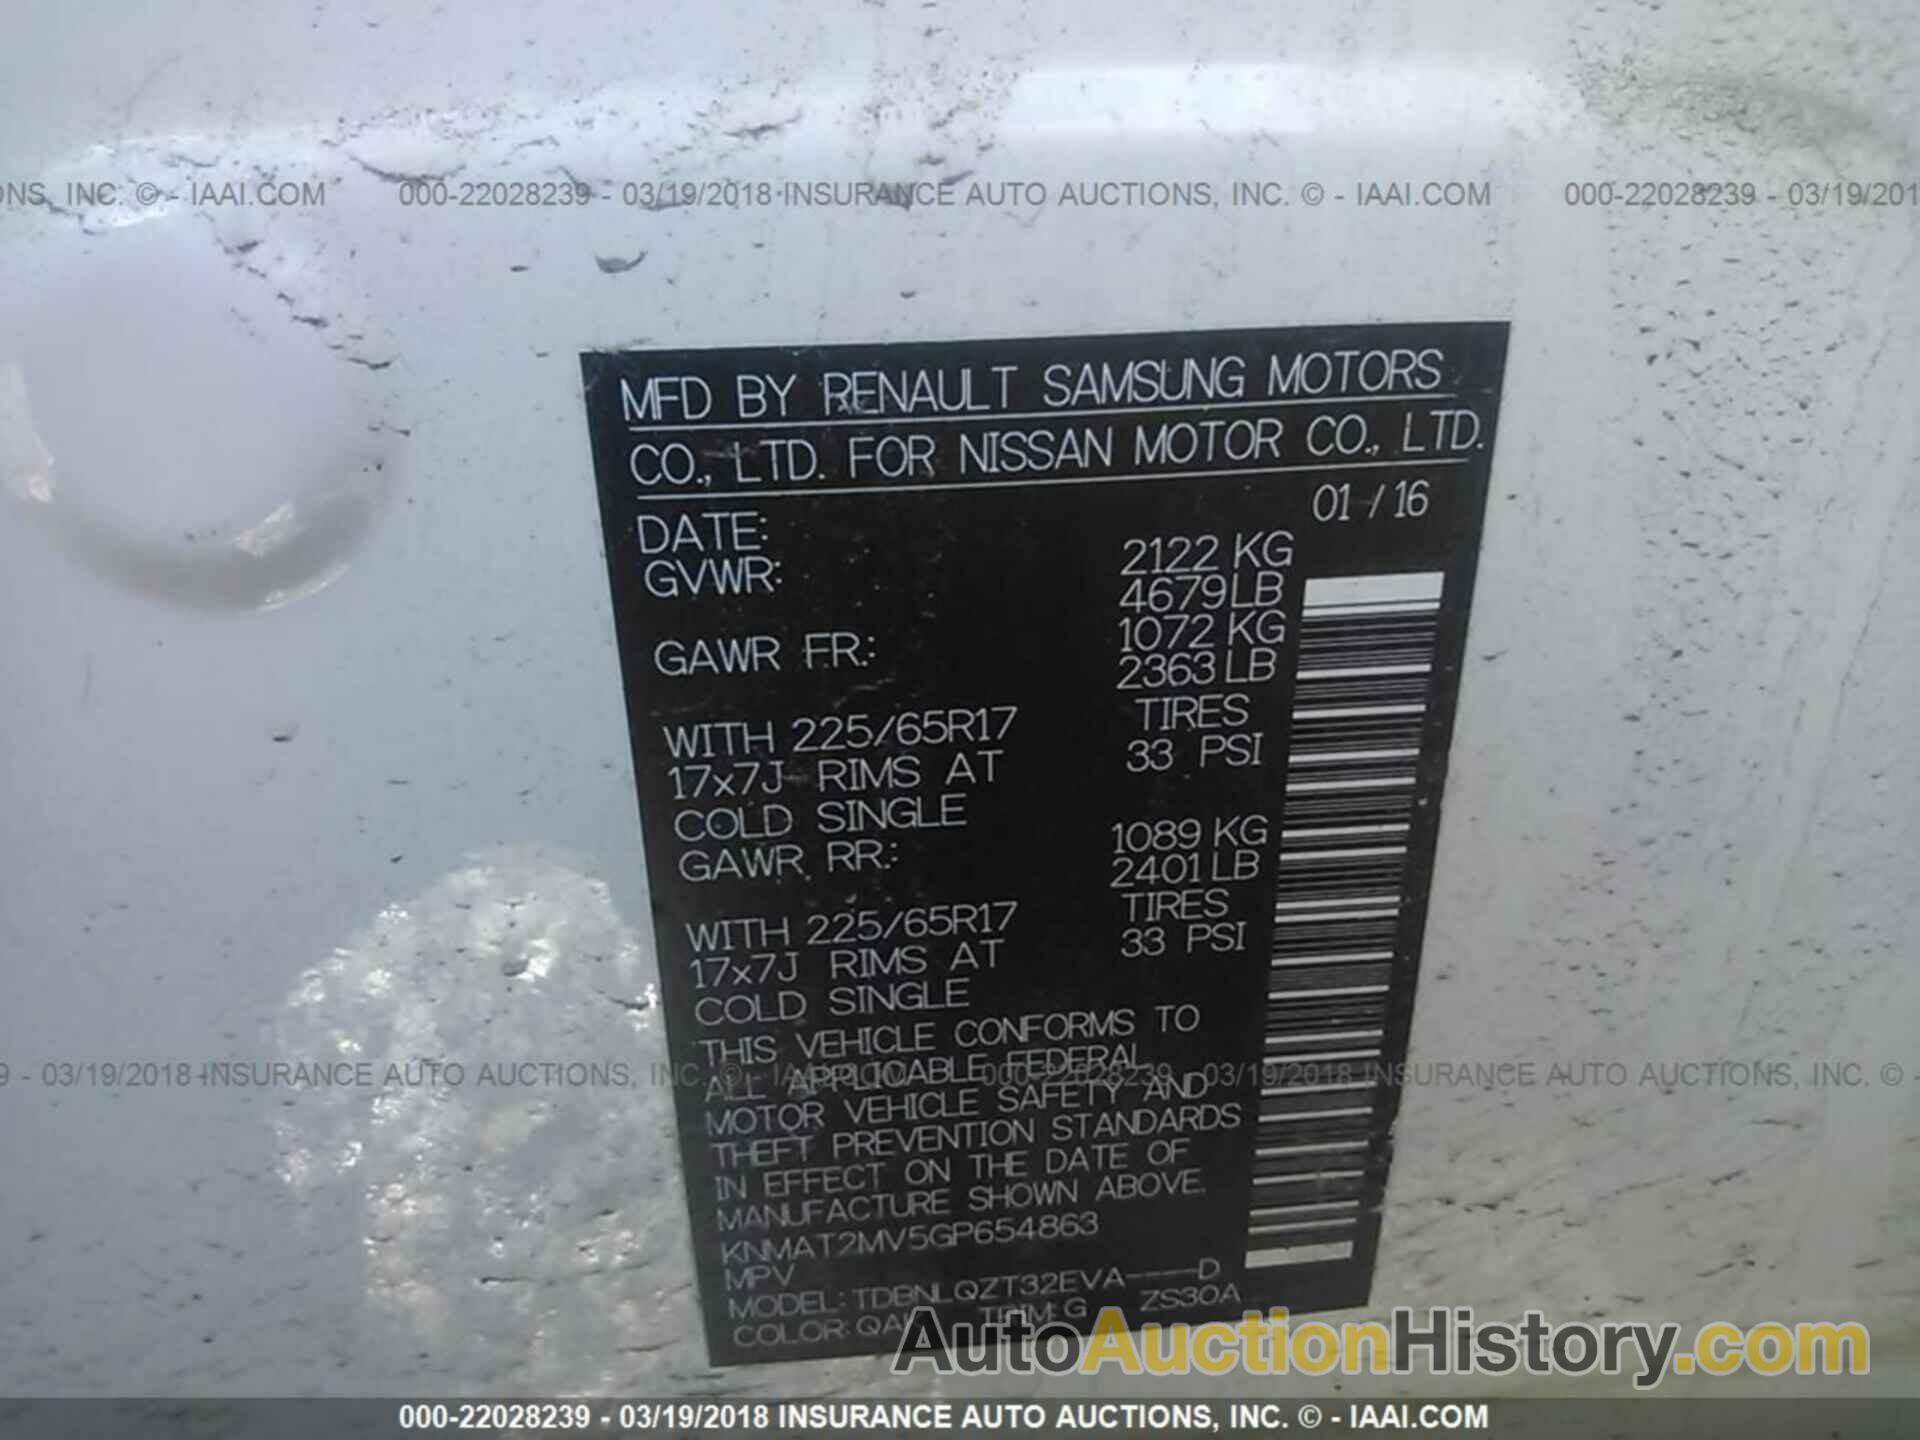 ONS, INC. © - IAAI.COM 000-22028239 - 03/19/2018 INSURANCE AUTO AUCTIONS, INC. © - IAAI.COM 000-22028239 - 03/19/201
MFD BY RENAULT SAMSUNG MOTORS
CO., LTD. FOR NISSAN MOTOR CO., LTD.
DATE: 01 / 16
GVWR: 2122 KG
4679 LB
GAWR FR.: 1072 KG
2363 LB
WITH 225/65R17 TIRES
17x7J RIMS AT 33 PSI
COLD SINGLE
GAWR RR.: 1089 KG
2401 LB
WITH 225/65R17 TIRES
17x7J RIMS AT 33 PSI
COLD SINGLE
THIS VEHICLE CONFORMS TO
ALL APPLICABLE FEDERAL
9 - 03/19/2018 INSURANCE AUTO AUCTIONS, INC. © - IAAI.COM 000-22028239 - 03/19/2018 INSURANCE AUTO AUCTIONS, INC. © -
MOTOR VEHICLE SAFETY AND
THEFT PREVENTION STANDARDS
IN EFFECT ON THE DATE OF
MANUFACTURE SHOWN ABOVE.
KNMAT2MV5GP654863
MPV
MODEL: TDBNLQZT32EVA----D
COLOR: TRIM: G ZS30A
AutoAuctionHistory.com
000-22028239 - 03/19/2018 INSURANCE AUTO AUCTIONS, INC. © - IAAI.COM